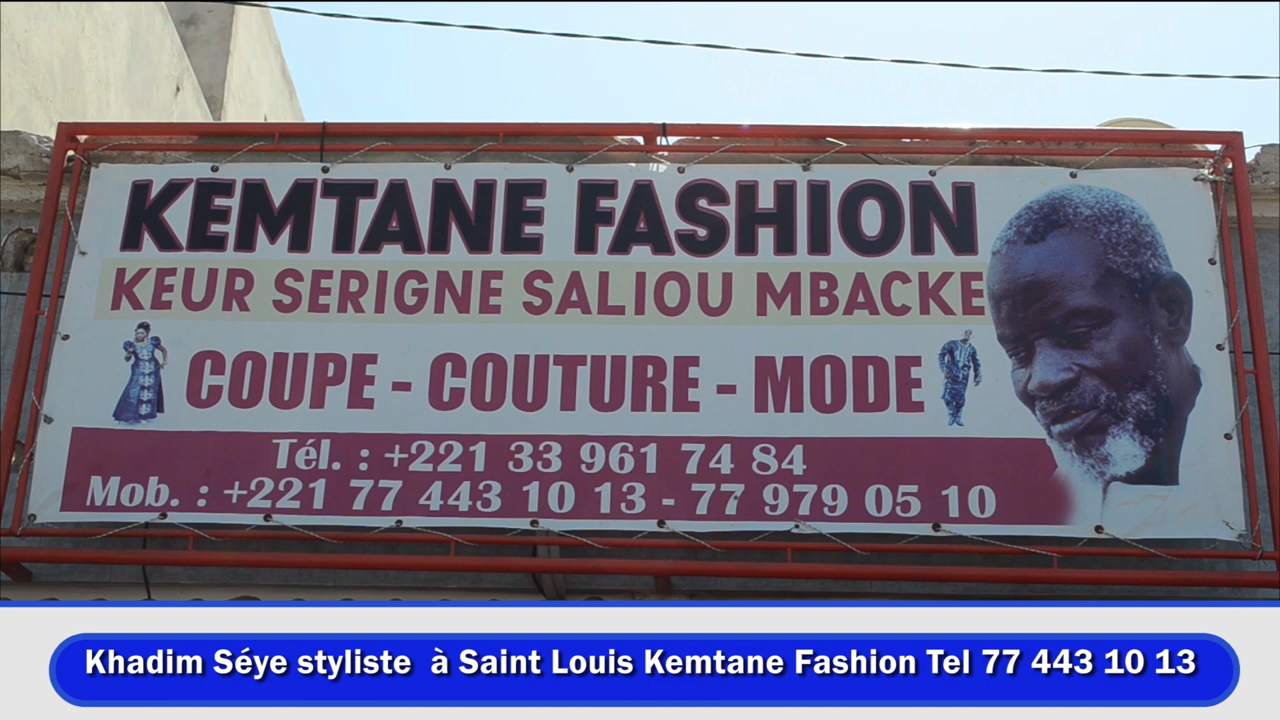 KEMTANE FASHION
KEUR SERIGNE SALIOU MBACKE
COUPE - COUTURE - MODE
Tél. : +221 33 961 74 84
Mob. : +221 77 443 10 13 - 77 979 05 10
Khadim Séye styliste à Saint Louis Kemtane Fashion Tel 77 443 10 13